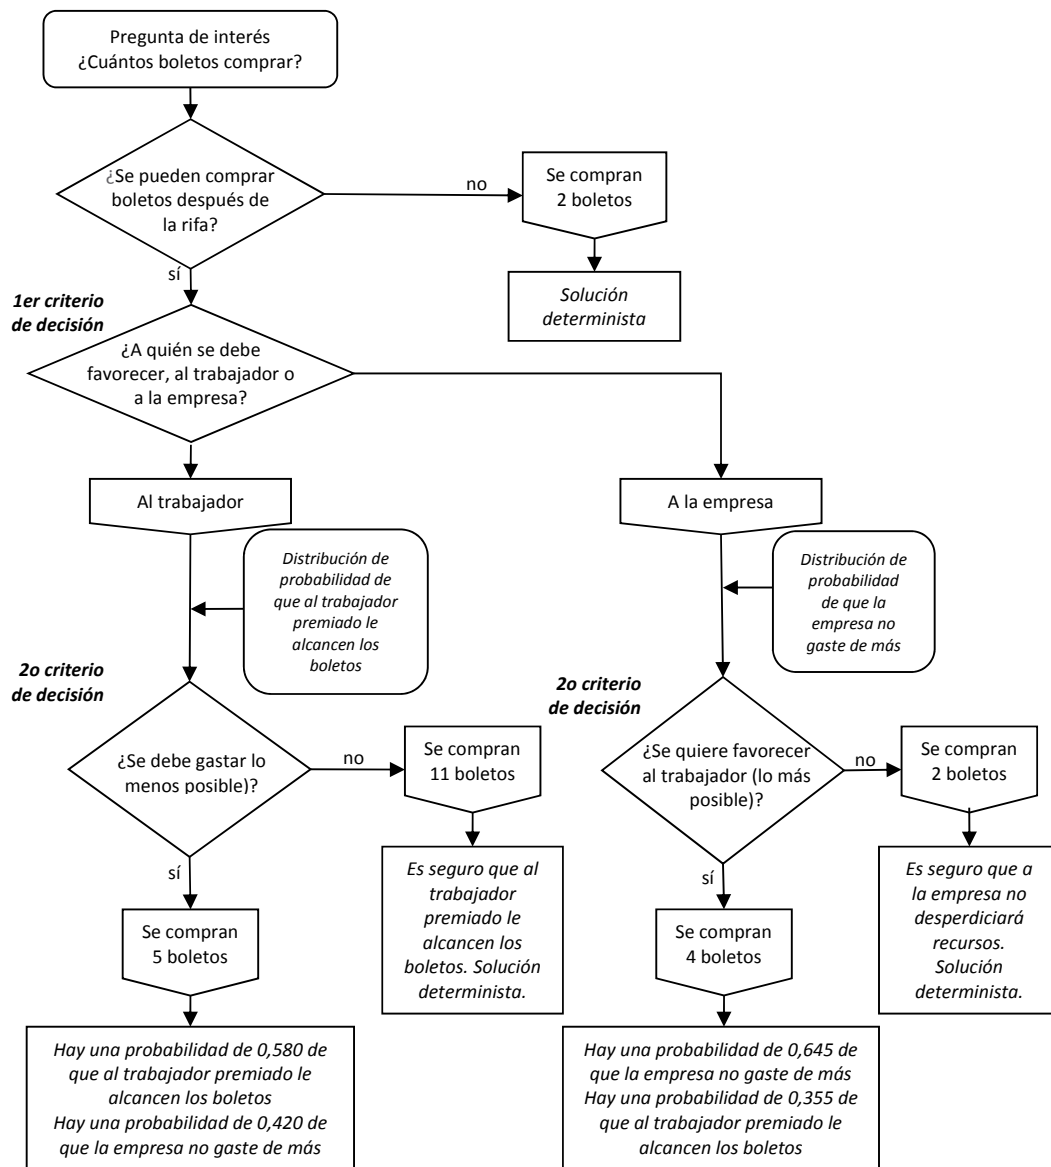 Pregunta de interés
¿Cuántos boletos comprar?
¿Se pueden comprar
boletos después de
la rifa?
no
Se compran
2 boletos
sí
Solución
determinista
1er criterio
de decisión
¿A quién se debe
favorecer, al trabajador o
a la empresa?
Al trabajador
A la empresa
Distribución de
probabilidad de
que al trabajador
premiado le
alcancen los
boletos
Distribución de
probabilidad
de que la
empresa no
gaste de más
2o criterio
de decisión
¿Se debe gastar lo
menos posible)?
no
Se compran
11 boletos
2o criterio
de decisión
¿Se quiere favorecer
al trabajador (lo más
posible)?
no
Se compran
2 boletos
sí
Es seguro que al
trabajador
premiado le
alcancen los
boletos. Solución
determinista.
sí
Es seguro que a
la empresa no
desperdiciará
recursos.
Solución
determinista.
Se compran
5 boletos
Se compran
4 boletos
Hay una probabilidad de 0,580 de
que al trabajador premiado le
alcancen los boletos
Hay una probabilidad de 0,420 de
que la empresa no gaste de más
Hay una probabilidad de 0,645 de
que la empresa no gaste de más
Hay una probabilidad de 0,355 de
que al trabajador premiado le
alcancen los boletos